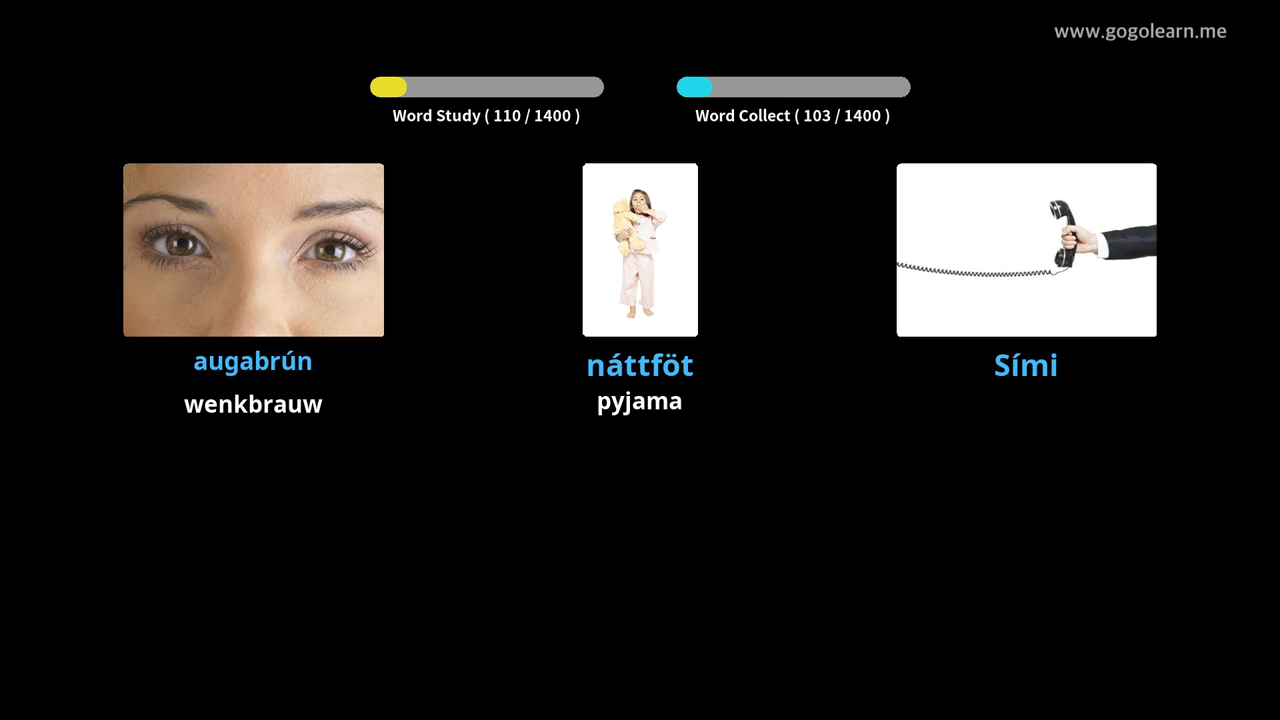 www.gogolearn.me
Word Study ( 110 / 1400 )
Word Collect ( 103 / 1400 )
augabrún
wenkbrauw
náttföt
pyjama
Sími